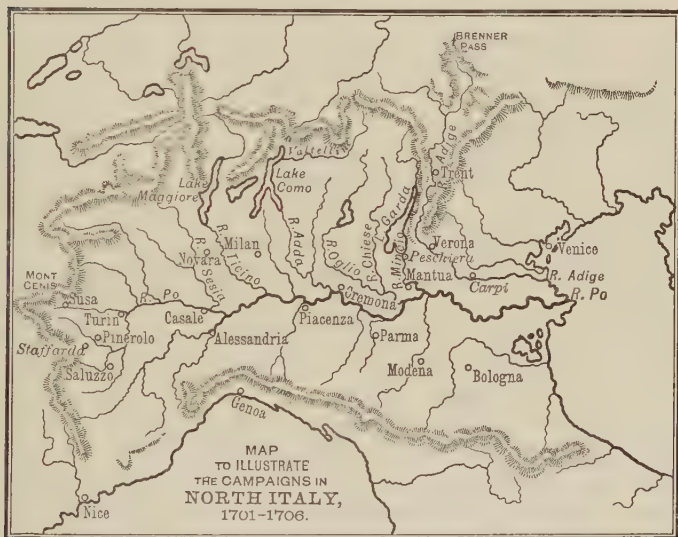 BRENNER
PASS
R. Adige
Trent
Valtelli
Lake
Como
Lake
Maggiore
Garda
R. Adda
R. Oglio
R. Chiese
R. Mincio
Verona
Peschiera
Venice
Milan
Novara
R. Sesia
R. Ticino
Mantua
Carpi
R. Adige
R. Po
MONT
CENIS
Susa
R. Po
Cremona
Turin
Casale
Piacenza
Pinerolo
Staffarda
Saluzzo
Alessandria
Parma
Modena
Bologna
Genoa
Nice
MAP
TO ILLUSTRATE
THE CAMPAIGNS IN
NORTH ITALY,
1701-1706.